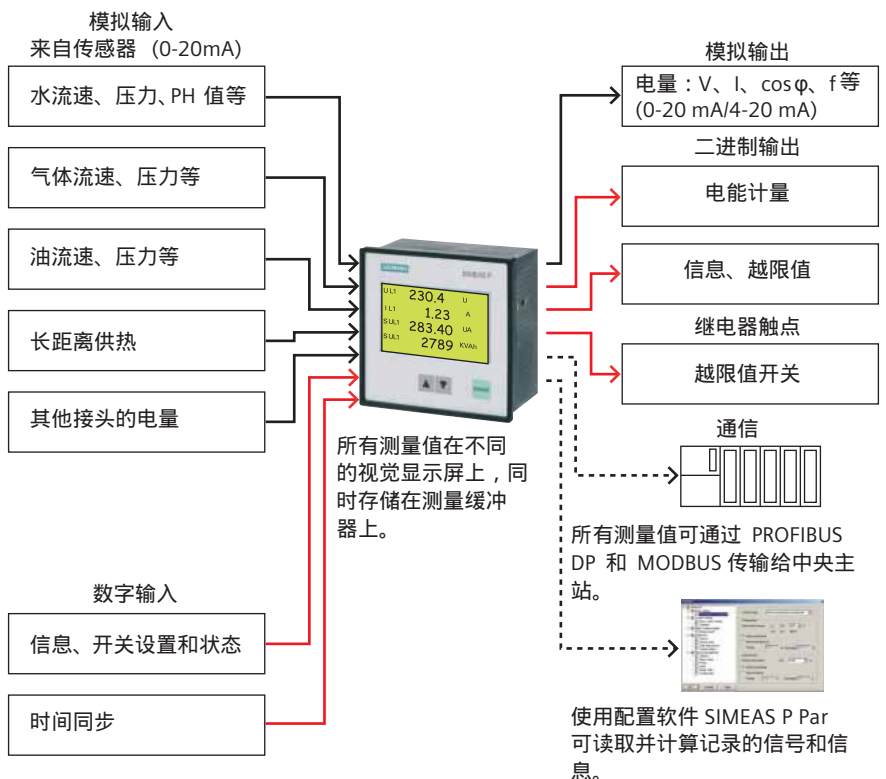 模拟输入
来自传感器 (0-20mA)
水流速、压力、PH 值等
气体流速、压力等
油流速、压力等
长距离供热
其他接头的电量
数字输入
信息、开关设置和状态
时间同步
SIEMENS
SIMEAS P
UL1 230.4 U
IL1 1.23 A
SUL1 283.40 UA
SUL1 2789 KVAh
所有测量值在不同
的视觉显示屏上，同
时存储在测量缓冲
器上。
模拟输出
电量：V、I、cosφ、f等
(0-20 mA/4-20 mA)
二进制输出
电能计量
信息、越限值
继电器触点
越限值开关
通信
所有测量值可通过 PROFIBUS
DP 和 MODBUS 传输给中央主
站。
使用配置软件 SIMEAS P Par
可读取并计算记录的信号和信
息。